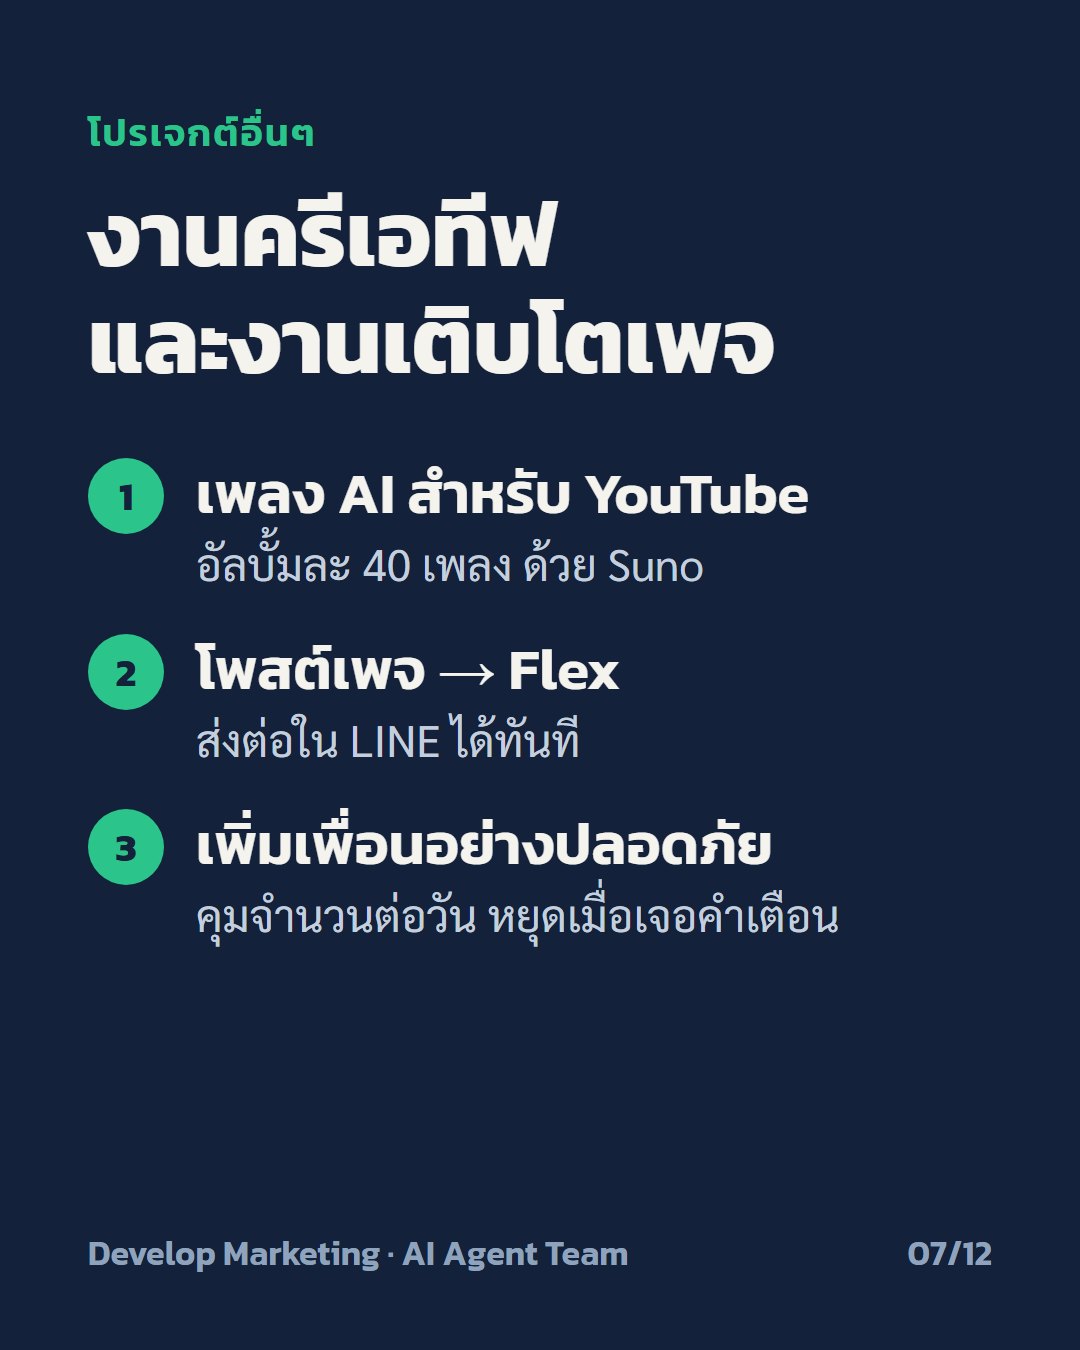 โปรเจกต์อื่นๆ
งานครีเอทีฟ
และงานเติบโตเพจ
1 เพลง AI สำหรับ YouTube
อัลบั้มละ 40 เพลง ด้วย Suno
2 โพสต์เพจ → Flex
ส่งต่อใน LINE ได้ทันที
3 เพิ่มเพื่อนอย่างปลอดภัย
คุมจำนวนต่อวัน หยุดเมื่อเจอคำเตือน
Develop Marketing · AI Agent Team 07/12